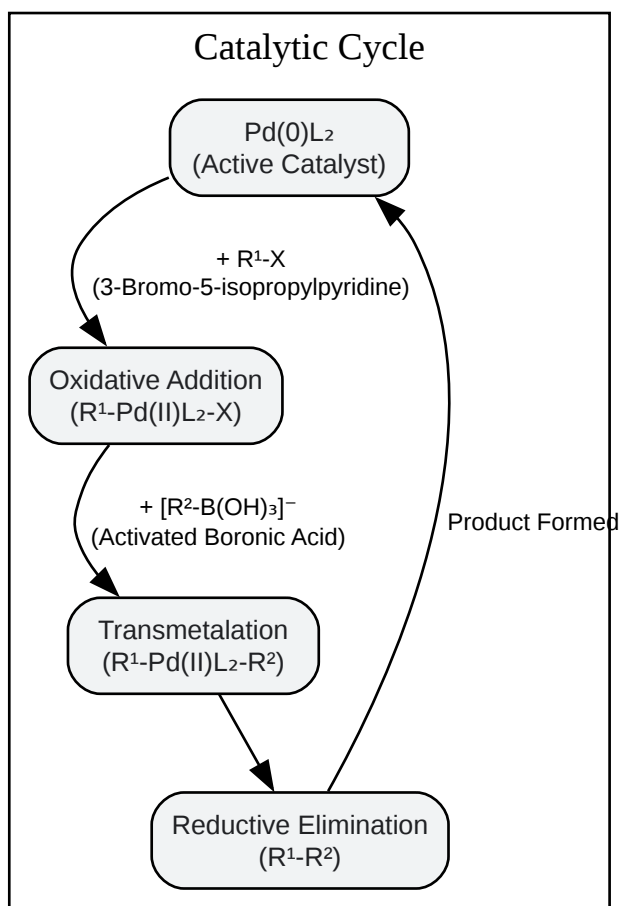 Catalytic Cycle
Pd(0)L₂
(Active Catalyst)
+ R¹-X
(3-Bromo-5-isopropylpyridine)
Oxidative Addition
(R¹-Pd(II)L₂-X)
+ [R²-B(OH)₃]⁻
(Activated Boronic Acid)
Product Formed
Transmetalation
(R¹-Pd(II)L₂-R²)
Reductive Elimination
(R¹-R²)